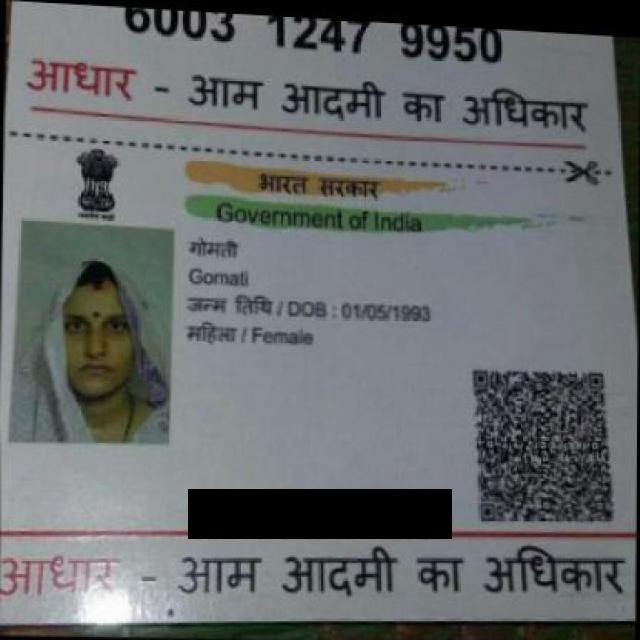 6003 1247 9950
आधार - आम आदमी का अधिकार
भारत सरकार
Government of India
गोमती
Gomati
जन्म तिथि / DOB : 01/05/1993
महिला / Female
आधार - आम आदमी का अधिकार